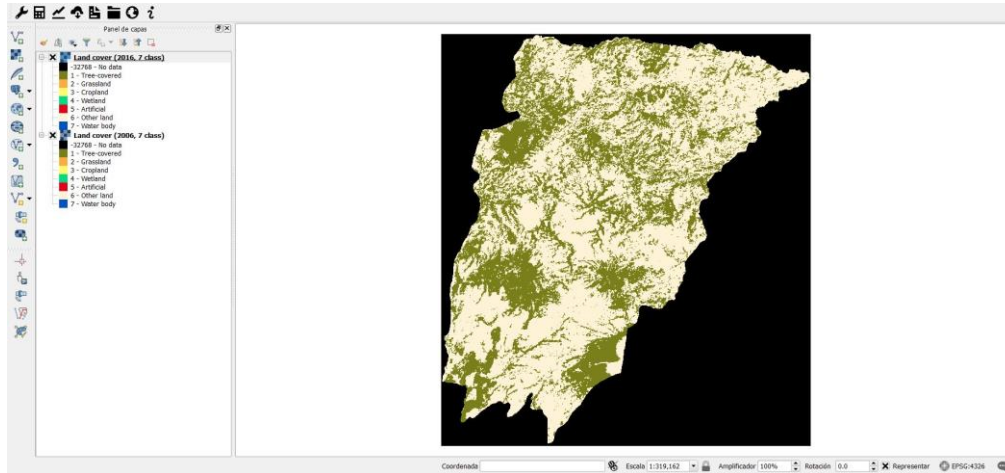 Panel de capas
Land cover (2016, 7 class)
-32768 - No data
1 - Tree-covered
2 - Grassland
3 - Cropland
4 - Wetland
5 - Artificial
6 - Other land
7 - Water body
Land cover (2006, 7 class)
-32768 - No data
1 - Tree-covered
2 - Grassland
3 - Cropland
4 - Wetland
5 - Artificial
6 - Other land
7 - Water body
Coordenada Escala 1:319,162 Amplificador 100% Rotación 0.0 Representar EPSG:4326